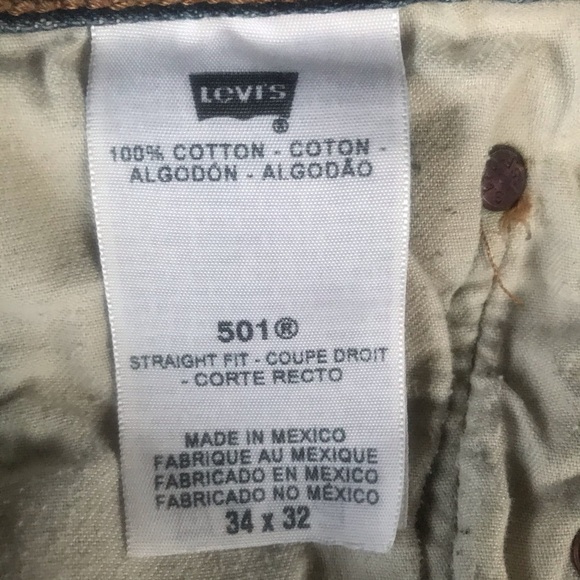 Levi's
®
100% COTTON - COTON -
ALGODÓN - ALGODÃO
501®
STRAIGHT FIT - COUPE DROIT
- CORTE RECTO
MADE IN MEXICO
FABRIQUE AU MEXIQUE
FABRICADO EN MEXICO
FABRICADO NO MÉXICO
34 x 32